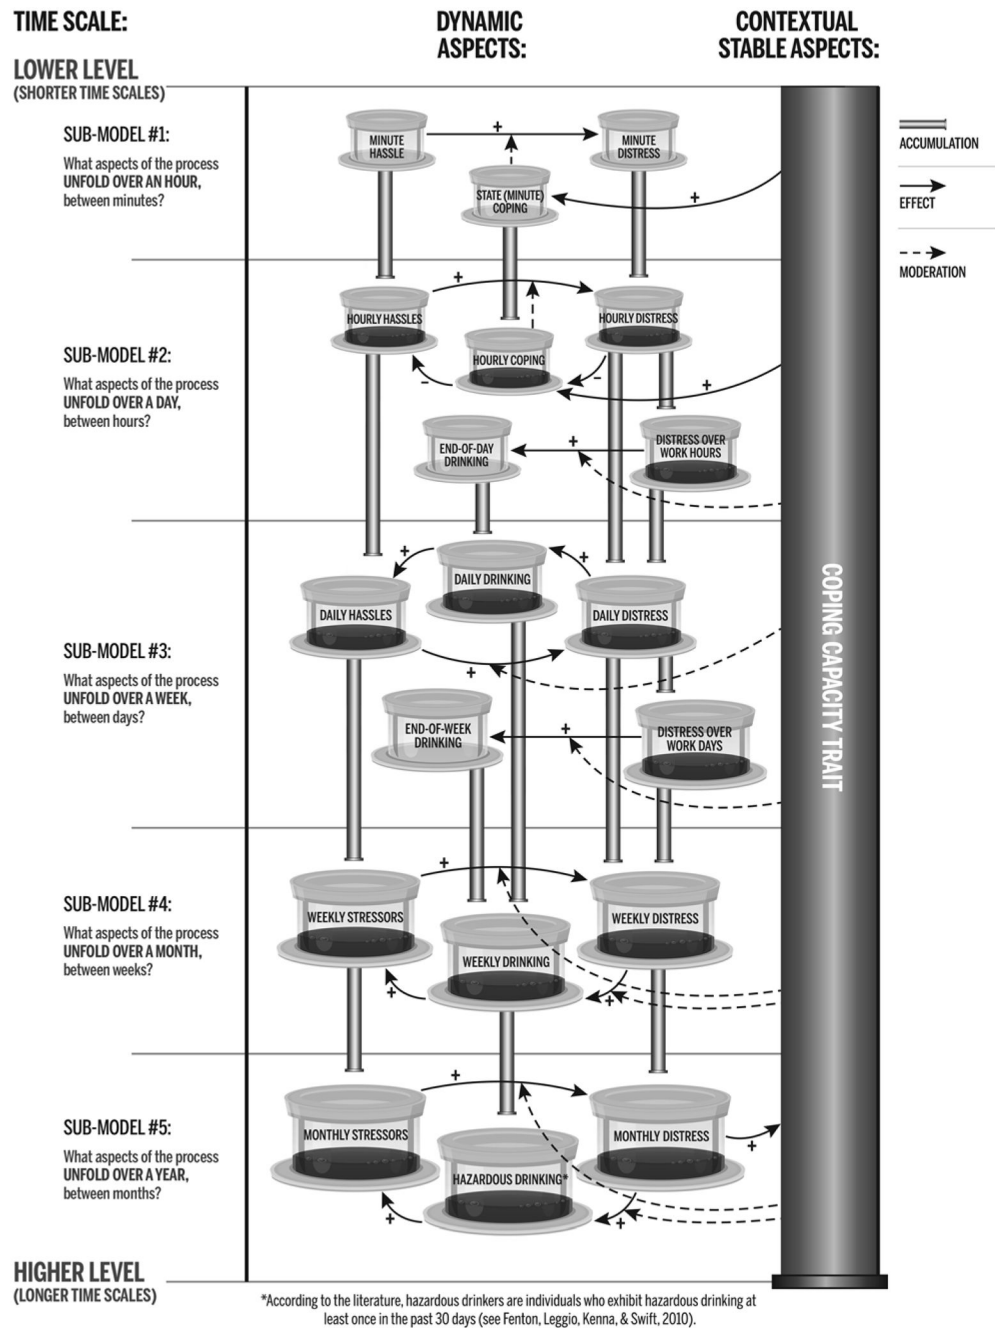 TIME SCALE:
DYNAMIC
ASPECTS:
CONTEXTUAL
STABLE ASPECTS:
LOWER LEVEL
(SHORTER TIME SCALES)
SUB-MODEL #1:
What aspects of the process
UNFOLD OVER AN HOUR,
between minutes?
MINUTE
HASSLE
+
MINUTE
DISTRESS
STATE (MINUTE)
COPING
+
ACCUMULATION
EFFECT
MODERATION
SUB-MODEL #2:
What aspects of the process
UNFOLD OVER A DAY,
between hours?
+
HOURLY HASSLES
HOURLY DISTRESS
HOURLY COPING
-
-
+
END-OF-DAY
DRINKING
+
DISTRESS OVER
WORK HOURS
SUB-MODEL #3:
What aspects of the process
UNFOLD OVER A WEEK,
between days?
+
DAILY DRINKING
+
DAILY HASSLES
DAILY DISTRESS
+
END-OF-WEEK
DRINKING
+
DISTRESS OVER
WORK DAYS
COPING CAPACITY TRAIT
SUB-MODEL #4:
What aspects of the process
UNFOLD OVER A MONTH,
between weeks?
+
WEEKLY STRESSORS
WEEKLY DISTRESS
WEEKLY DRINKING
+
+
SUB-MODEL #5:
What aspects of the process
UNFOLD OVER A YEAR,
between months?
+
MONTHLY STRESSORS
MONTHLY DISTRESS
+
HAZARDOUS DRINKING*
+
+
HIGHER LEVEL
(LONGER TIME SCALES)
*According to the literature, hazardous drinkers are individuals who exhibit hazardous drinking at
least once in the past 30 days (see Fenton, Leggio, Kenna, & Swift, 2010).